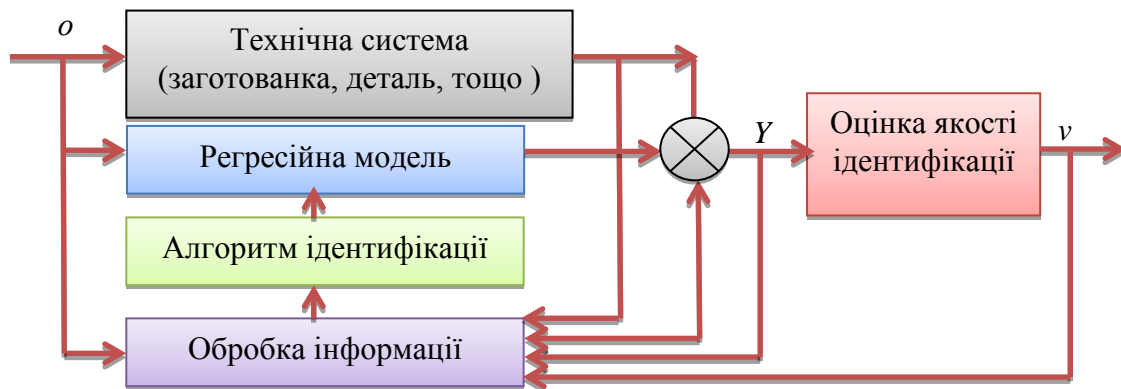 o
Технічна система
(заготованка, деталь, тощо )
Регресійна модель
Y
Оцінка якості
ідентифікації
v
Алгоритм ідентифікації
Обробка інформації